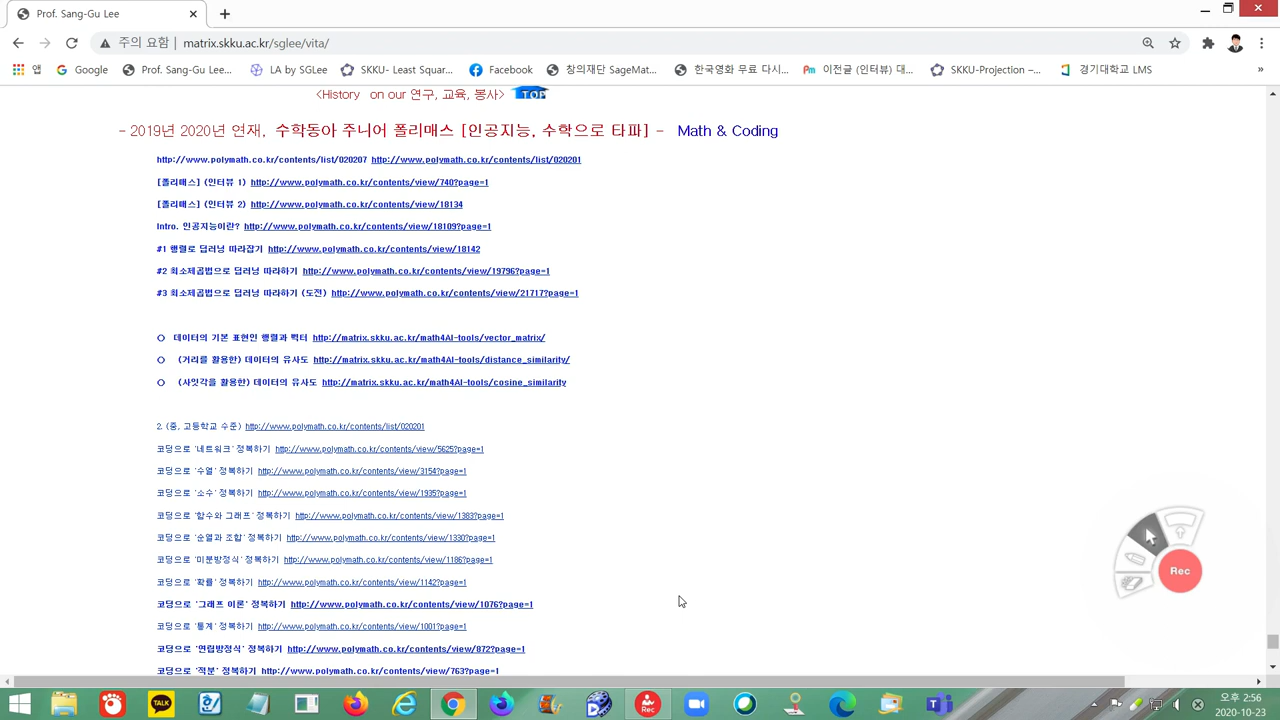 Prof. Sang-Gu Lee
주의 요함 | matrix.skku.ac.kr/sglee/vita/
앱 Google Prof. Sang-Gu Lee... LA by SGLee SKKU- Least Squar... Facebook 창의재단 SageMat... 한국영화 무료 다시... 이전글 (인터뷰) 대... SKKU-Projection –... 경기대학교 LMS »
<History on our 연구, 교육, 봉사> TOP
- 2019년 2020년 연재, 수학동아 주니어 폴리매스 [인공지능, 수학으로 타파] - Math & Coding
http://www.polymath.co.kr/contents/list/020207 http://www.polymath.co.kr/contents/list/020201
[폴리매스] (인터뷰 1) http://www.polymath.co.kr/contents/view/740?page=1
[폴리매스] (인터뷰 2) http://www.polymath.co.kr/contents/view/18134
Intro. 인공지능이란? http://www.polymath.co.kr/contents/view/18109?page=1
#1 행렬로 딥러닝 따라잡기 http://www.polymath.co.kr/contents/view/18142
#2 최소제곱법으로 딥러닝 따라하기 http://www.polymath.co.kr/contents/view/19796?page=1
#3 최소제곱법으로 딥러닝 따라하기 (도전) http://www.polymath.co.kr/contents/view/21717?page=1
○ 데이터의 기본 표현인 행렬과 벡터 http://matrix.skku.ac.kr/math4AI-tools/vector_matrix/
○ (거리를 활용한) 데이터의 유사도 http://matrix.skku.ac.kr/math4AI-tools/distance_similarity/
○ (사잇각을 활용한) 데이터의 유사도 http://matrix.skku.ac.kr/math4AI-tools/cosine_similarity
2. (중, 고등학교 수준) http://www.polymath.co.kr/contents/list/020201
코딩으로 '네트워크' 정복하기 http://www.polymath.co.kr/contents/view/5625?page=1
코딩으로 '수열' 정복하기 http://www.polymath.co.kr/contents/view/3154?page=1
코딩으로 '소수' 정복하기 http://www.polymath.co.kr/contents/view/1935?page=1
코딩으로 '함수와 그래프' 정복하기 http://www.polymath.co.kr/contents/view/1383?page=1
코딩으로 '순열과 조합' 정복하기 http://www.polymath.co.kr/contents/view/1330?page=1
코딩으로 '미분방정식' 정복하기 http://www.polymath.co.kr/contents/view/1186?page=1
코딩으로 '확률' 정복하기 http://www.polymath.co.kr/contents/view/1142?page=1
코딩으로 '그래프 이론' 정복하기 http://www.polymath.co.kr/contents/view/1076?page=1
코딩으로 '통계' 정복하기 http://www.polymath.co.kr/contents/view/1001?page=1
코딩으로 '연립방정식' 정복하기 http://www.polymath.co.kr/contents/view/872?page=1
코딩으로 '적분' 정복하기 http://www.polymath.co.kr/contents/view/763?page=1
Rec
TALK
Rec
오후 2:56
2020-10-23